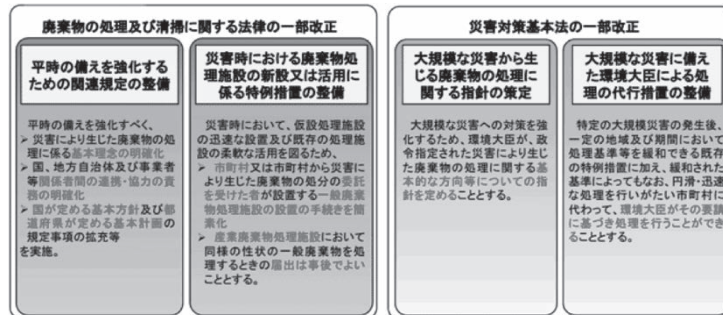 廃棄物の処理及び清掃に関する法律の一部改正
平時の備えを強化する
ための関連規定の整備
平時の備えを強化すべく、
➢ 災害により生じた廃棄物の処
理に係る基本理念の明確化
➢ 国、地方自治体及び事業者
等関係者間の連携・協力の責
務の明確化
➢ 国が定める基本方針及び都
道府県が定める基本計画の
規定事項の拡充等
を実施。
災害時における廃棄物処
理施設の新設又は活用に
係る特例措置の整備
災害時において、仮設処理施設
の迅速な設置及び既存の処理施
設の柔軟な活用を図るため、
➢ 市町村又は市町村から災害に
より生じた廃棄物の処分の委託
を受けた者が設置する一般廃棄
物処理施設の設置の手続きを簡
素化
➢ 産業廃棄物処理施設において
同様の性状の一般廃棄物を処
理するときの届出は事後でよい
こととする。
災害対策基本法の一部改正
大規模な災害から生
じる廃棄物の処理に
関する指針の策定
大規模な災害への対策を強
化するため、環境大臣が、政
令指定された災害により生じ
た廃棄物の処理に関する基
本的な方向等についての指
針を定めることとする。
大規模な災害に備え
た環境大臣による処
理の代行措置の整備
特定の大規模災害の発生後、
一定の地域及び期間において
処理基準等を緩和できる既存
の特例措置に加え、緩和された
基準によってもなお、円滑・迅速
な処理を行いがたい市町村に
代わって、環境大臣がその要請
に基づき処理を行うことができ
ることとする。